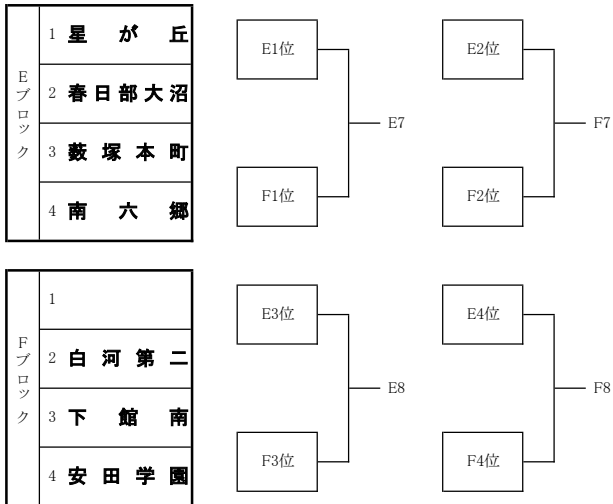 Eブロック
1 星が丘
2 春日部大沼
3 薮塚本町
4 南六郷
E1位
F1位
E7
E2位
F2位
F7
Fブロック
1
2 白河第二
3 下館南
4 安田学園
E3位
F3位
E8
E4位
F4位
F8